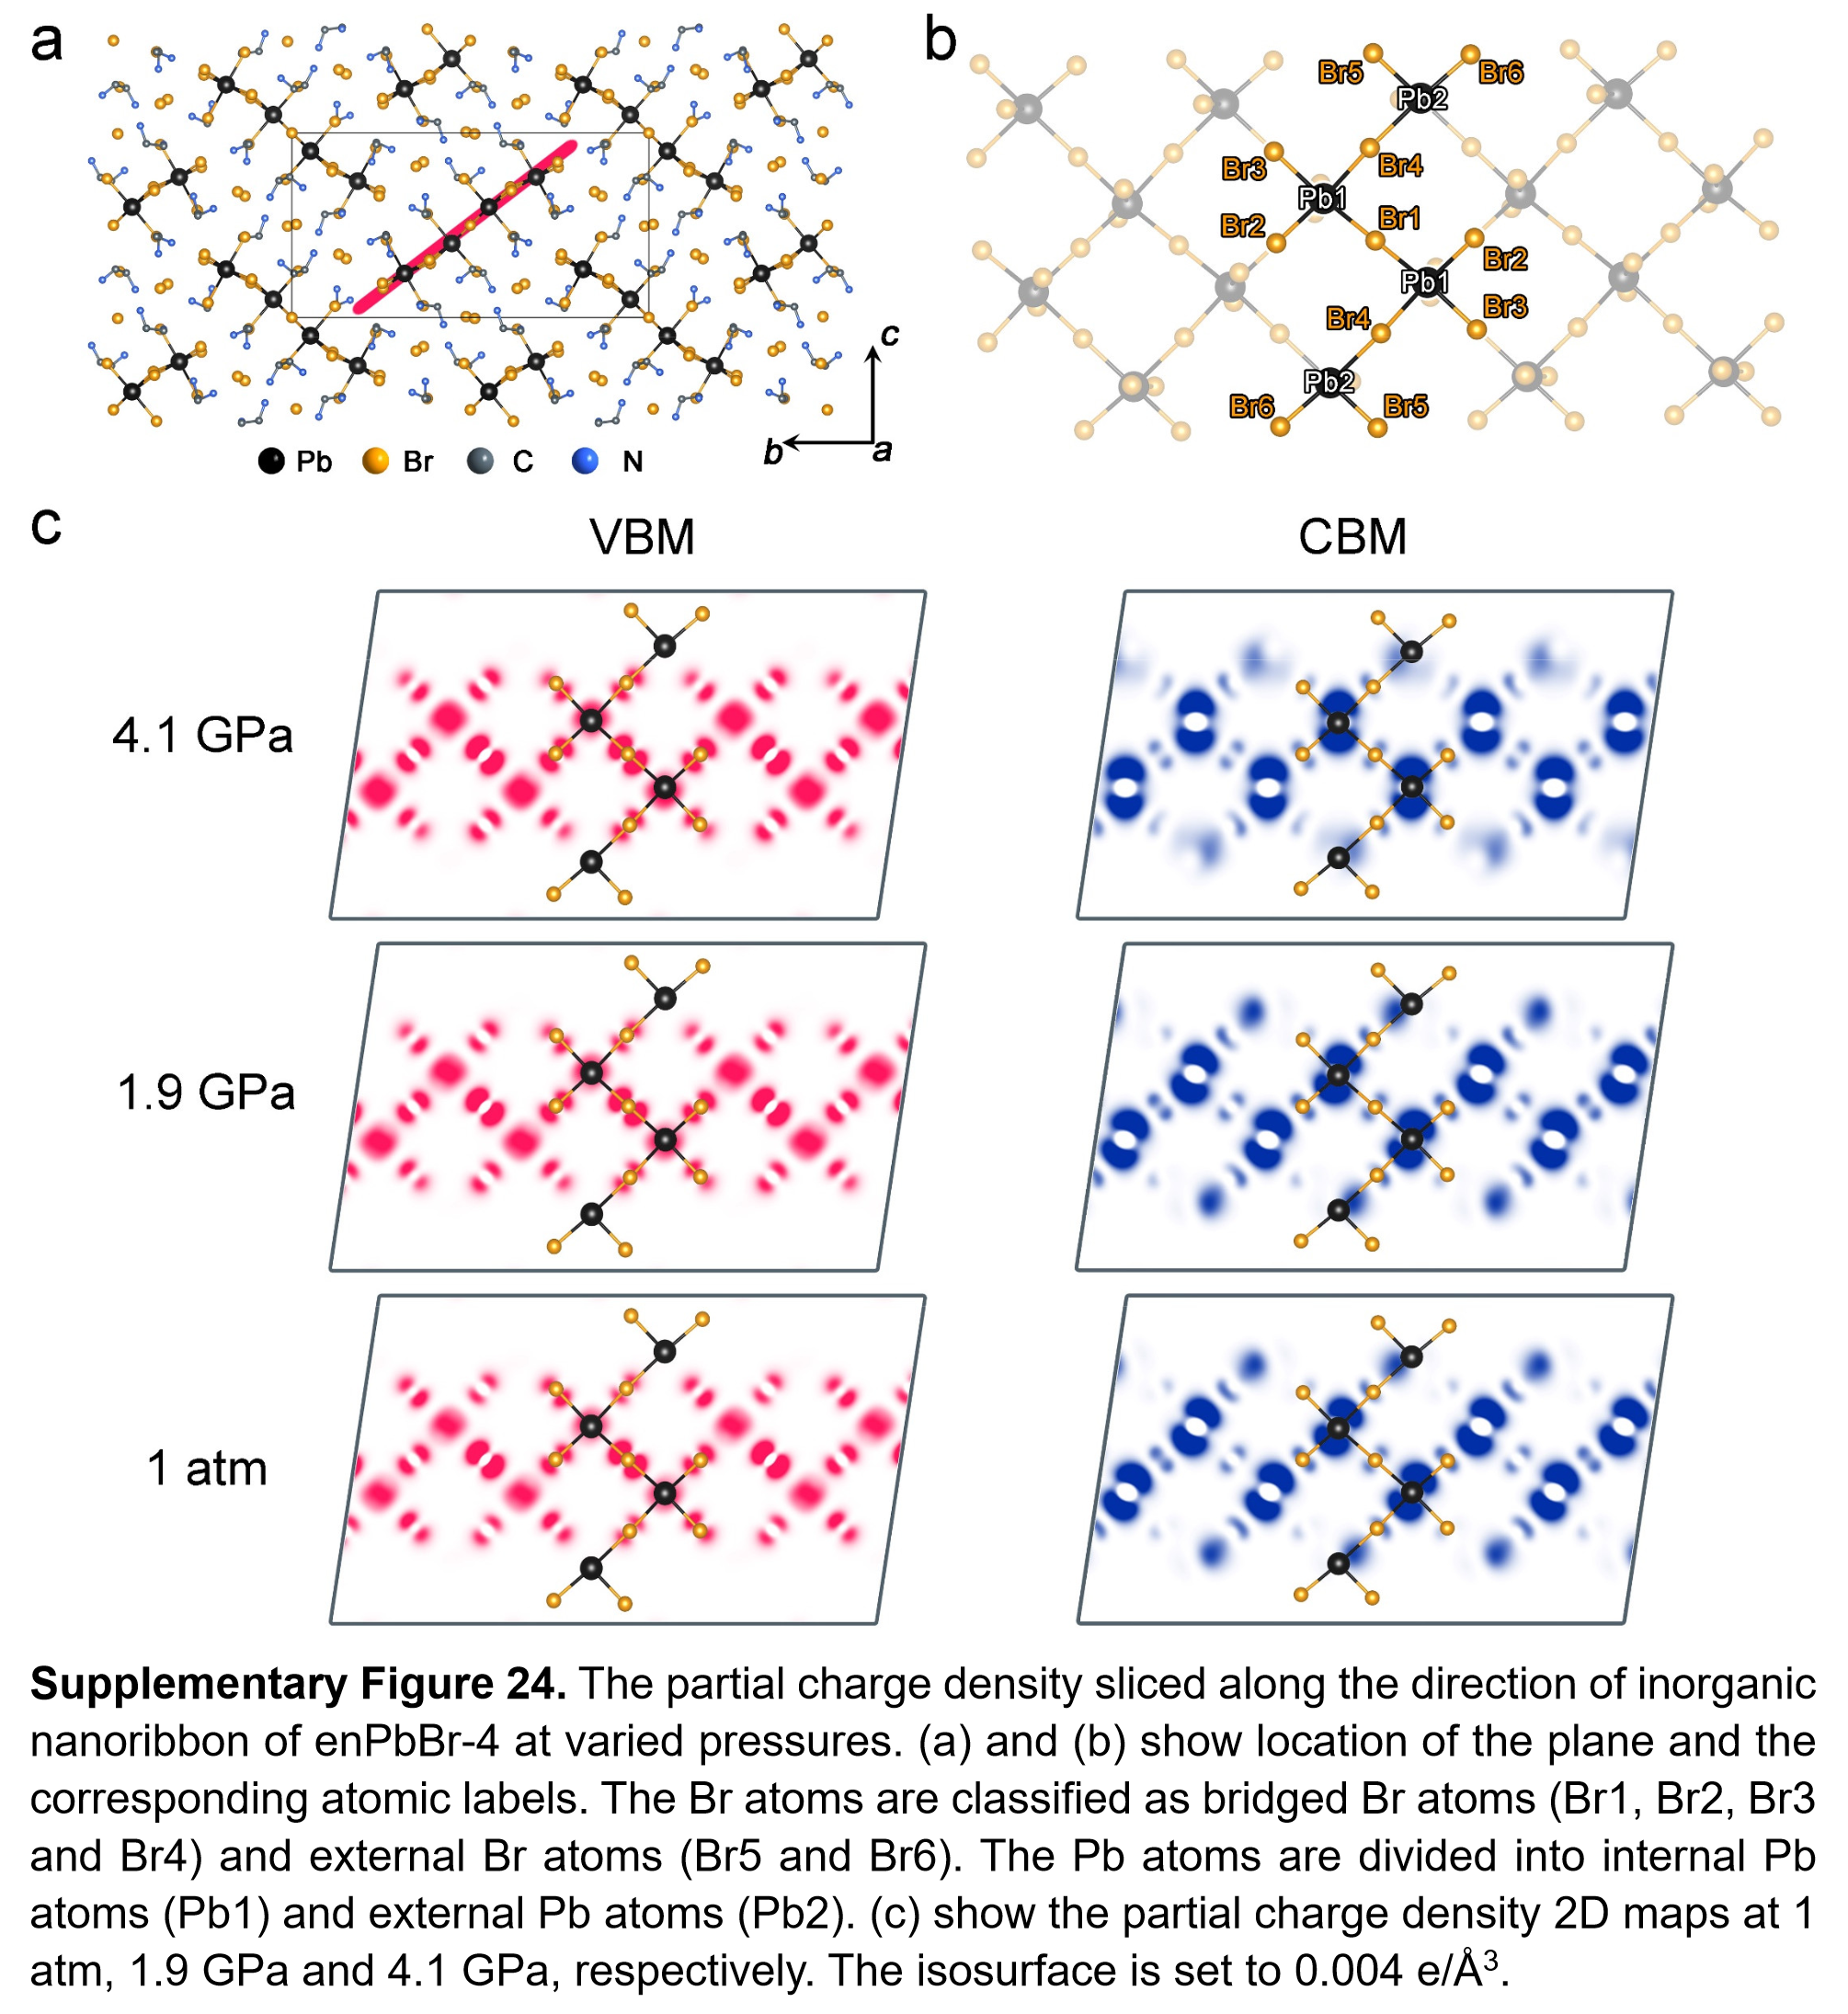 a
b
Br5
Br6
Pb2
Br3
Br4
Pb1
Br2
Br1
Br2
Pb1
Br4
Br3
Pb2
Br6
Br5
c
b
a
Pb
Br
C
N
c
VBM
CBM
4.1 GPa
1.9 GPa
1 atm
Supplementary Figure 24. The partial charge density sliced along the direction of inorganic
nanoribbon of enPbBr-4 at varied pressures. (a) and (b) show location of the plane and the
corresponding atomic labels. The Br atoms are classified as bridged Br atoms (Br1, Br2, Br3
and Br4) and external Br atoms (Br5 and Br6). The Pb atoms are divided into internal Pb
atoms (Pb1) and external Pb atoms (Pb2). (c) show the partial charge density 2D maps at 1
atm, 1.9 GPa and 4.1 GPa, respectively. The isosurface is set to 0.004 e/Å³.